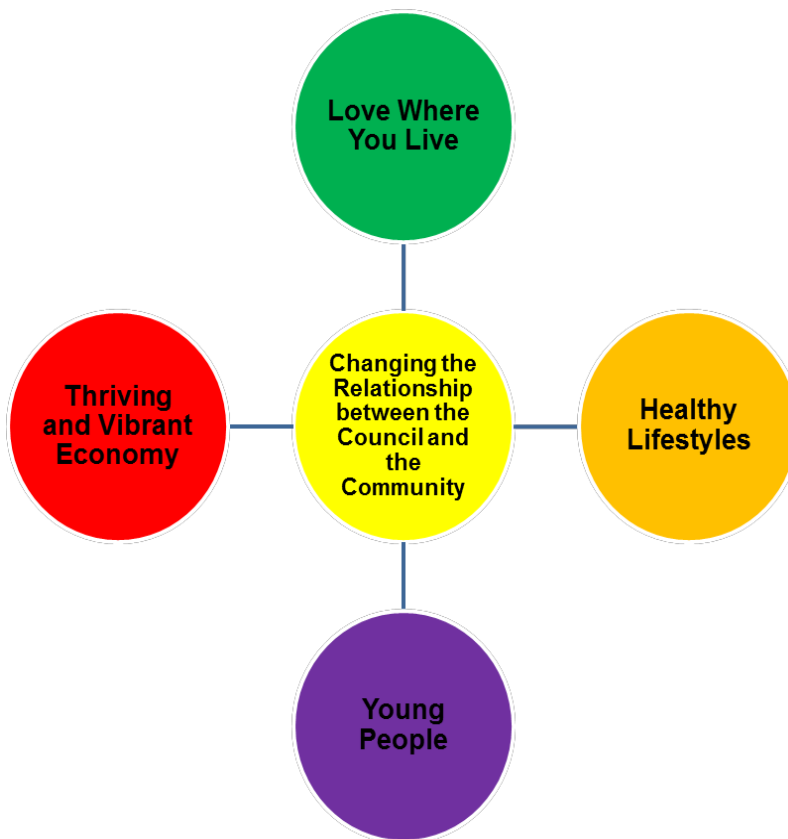 Love Where
You Live
Thriving
and Vibrant
Economy
Changing the
Relationship
between the
Council and
the
Community
Healthy
Lifestyles
Young
People